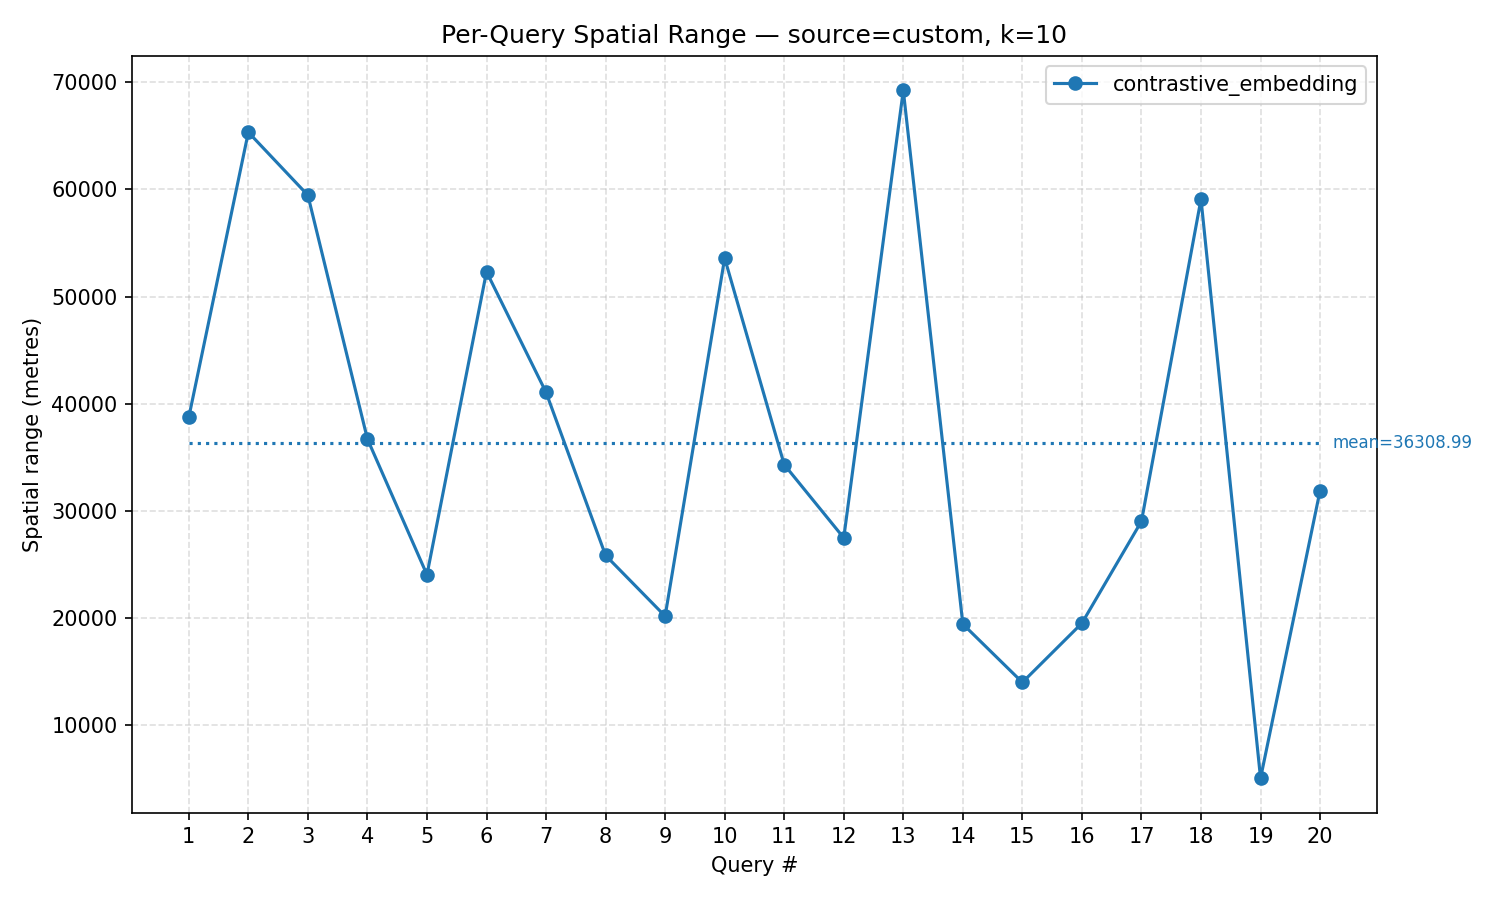 Per-Query Spatial Range — source=custom, k=10
contrastive_embedding
70000
60000
50000
40000
30000
20000
10000
Spatial range (metres)
mean=36308.99
1 2 3 4 5 6 7 8 9 10 11 12 13 14 15 16 17 18 19 20
Query #